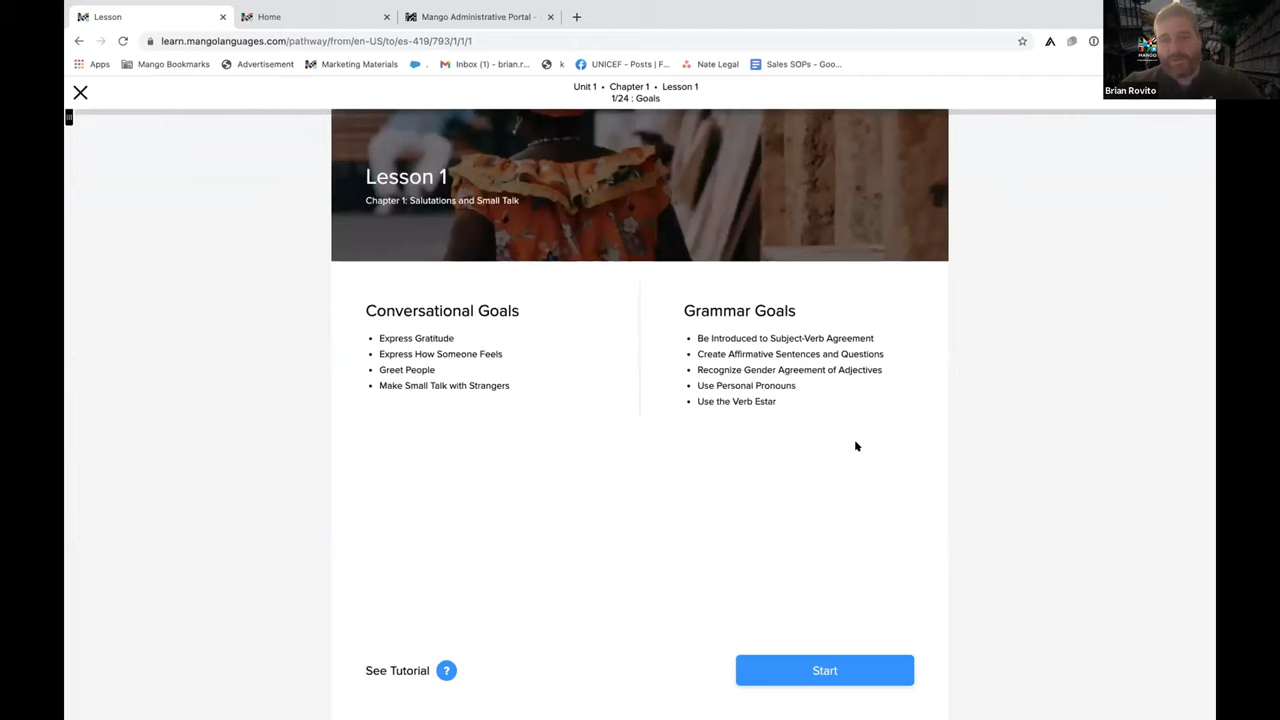 Lesson
Home
Mango Administrative Portal -
learn.mangolanguages.com/pathway/from/en-US/to/es-419/793/1/1/1
Apps
Mango Bookmarks
Advertisement
Marketing Materials
.
Inbox (1) - brian.r...
k
UNICEF - Posts | F...
Nate Legal
Sales SOPs - Goo...
MANGO
Brian Rovito
Unit 1 • Chapter 1 • Lesson 1
1/24 : Goals
Lesson 1
Chapter 1: Salutations and Small Talk
Conversational Goals
• Express Gratitude
• Express How Someone Feels
• Greet People
• Make Small Talk with Strangers
Grammar Goals
• Be Introduced to Subject-Verb Agreement
• Create Affirmative Sentences and Questions
• Recognize Gender Agreement of Adjectives
• Use Personal Pronouns
• Use the Verb Estar
See Tutorial ?
Start